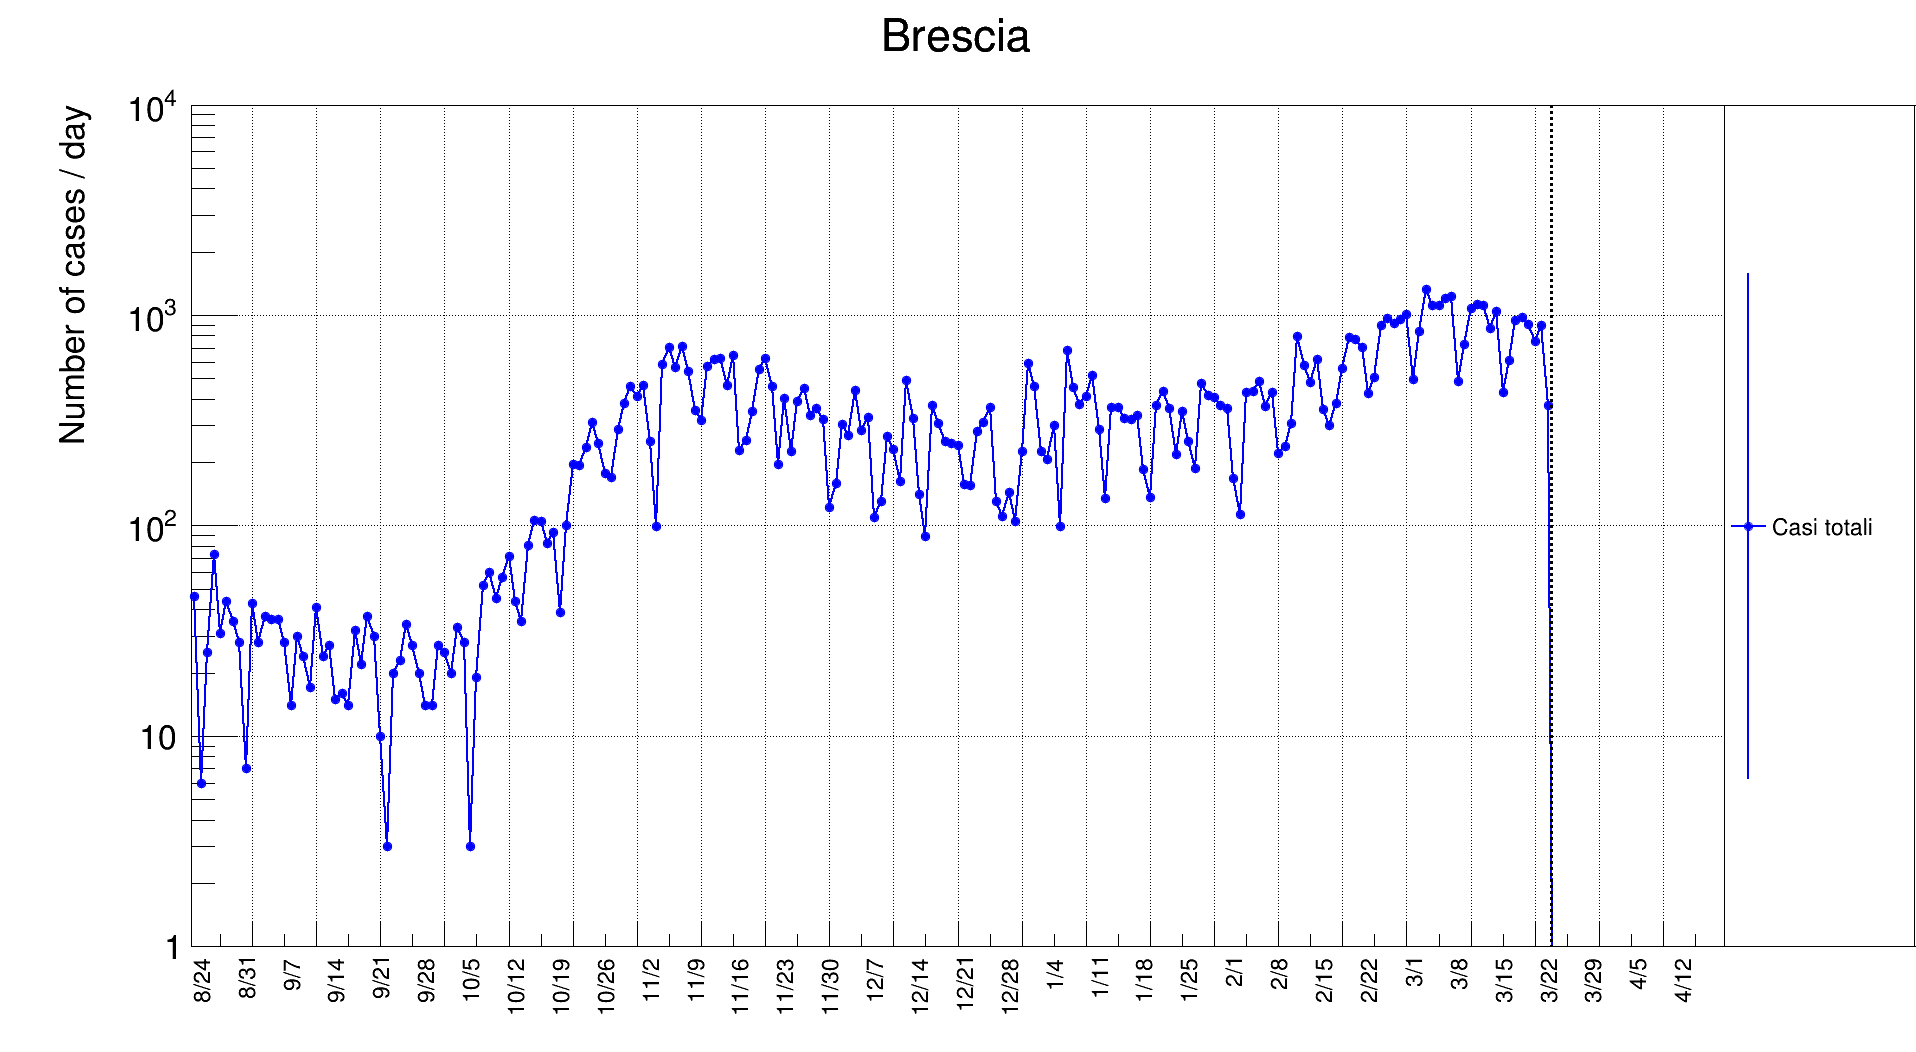 Brescia
Number of cases / day
10^4
10^3
10^2
10
1
8/24 8/31 9/7 9/14 9/21 9/28 10/5 10/12 10/19 10/26 11/2 11/9 11/16 11/23 11/30 12/7 12/14 12/21 12/28 1/4 1/11 1/18 1/25 2/1 2/8 2/15 2/22 3/1 3/8 3/15 3/22 3/29 4/5 4/12
Casi totali